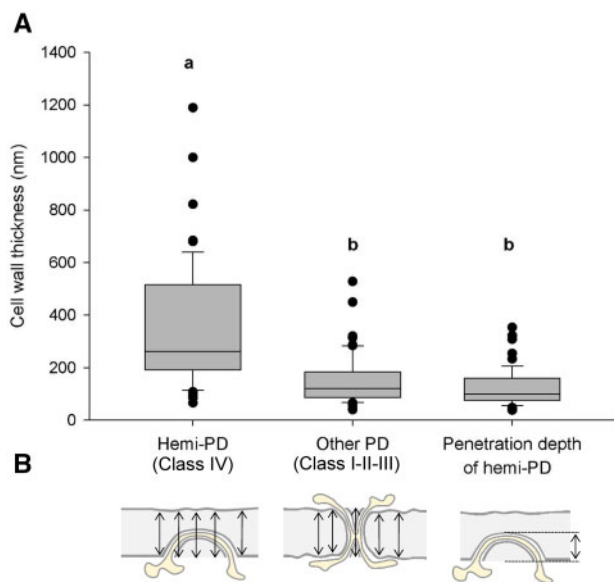 A
Cell wall thickness (nm)
1400
1200
1000
800
600
400
200
0
a
b
b
Hemi-PD
(Class IV)
Other PD
(Class I-II-III)
Penetration depth
of hemi-PD
B